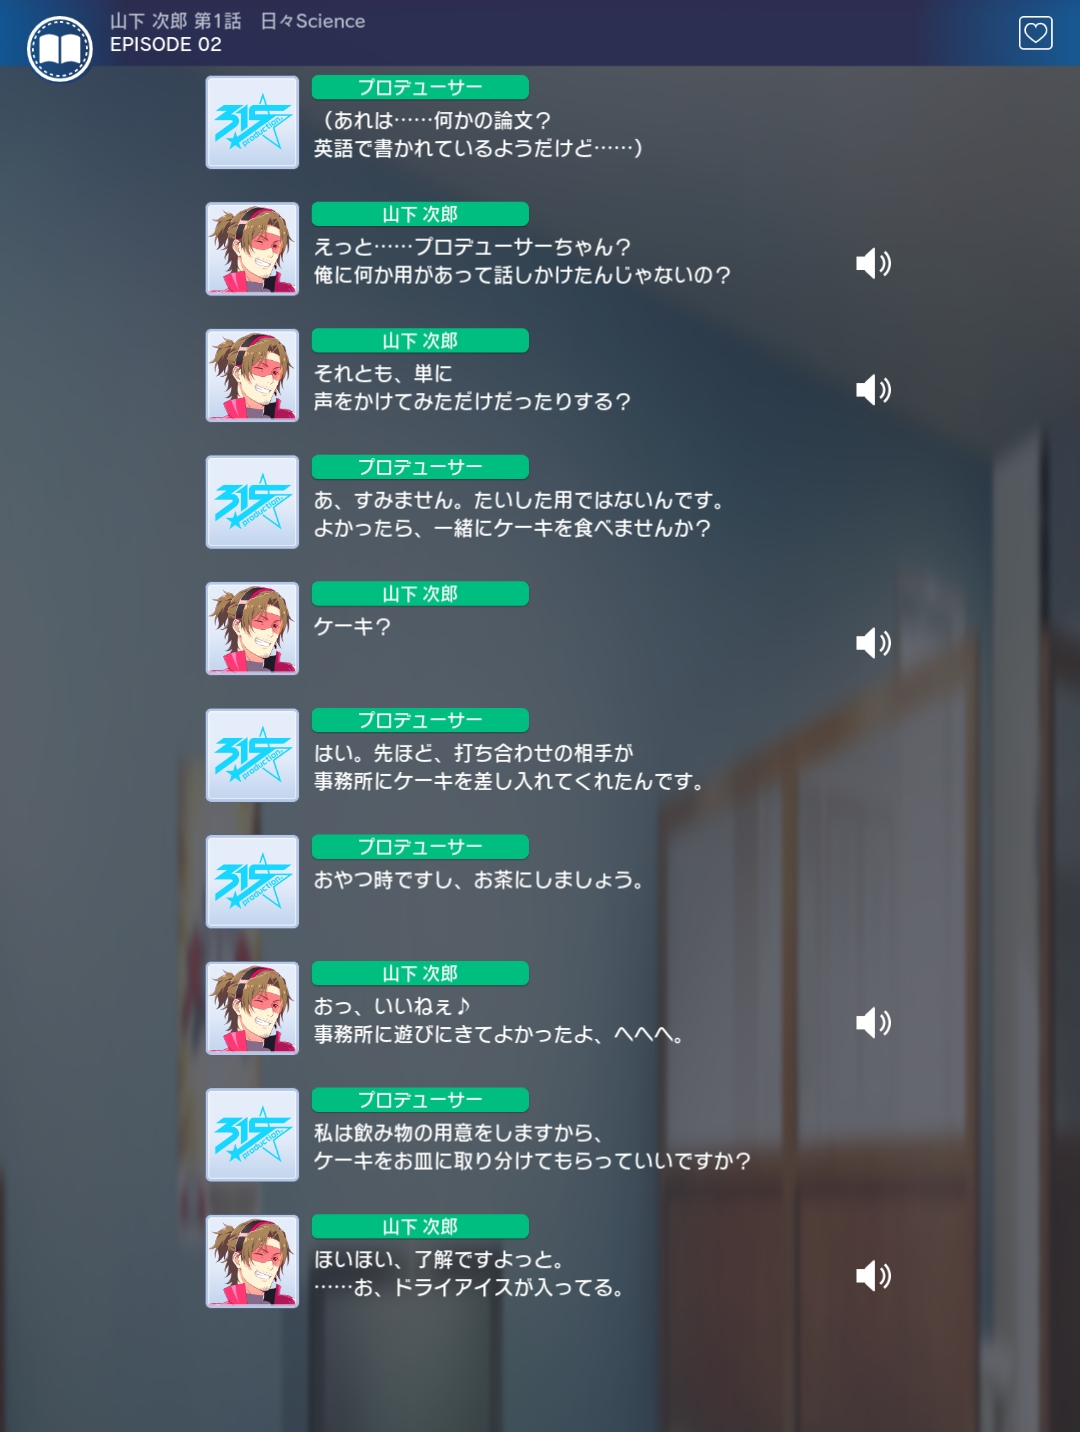 山下 次郎 第1話　日々Science
EPISODE 02
315 production
プロデューサー
（あれは……何かの論文？
英語で書かれているようだけど……）
山下 次郎
えっと……プロデューサーちゃん？
俺に何か用があって話しかけたんじゃないの？
山下 次郎
それとも、単に
声をかけてみただけだったりする？
315 production
プロデューサー
あ、すみません。たいした用ではないんです。
よかったら、一緒にケーキを食べませんか？
山下 次郎
ケーキ？
315 production
プロデューサー
はい。先ほど、打ち合わせの相手が
事務所にケーキを差し入れてくれたんです。
315 production
プロデューサー
おやつ時ですし、お茶にしましょう。
山下 次郎
おっ、いいねぇ♪
事務所に遊びにきてよかったよ、へへへ。
315 production
プロデューサー
私は飲み物の用意をしますから、
ケーキをお皿に取り分けてもらっていいですか？
山下 次郎
ほいほい、了解ですよっと。
……お、ドライアイスが入ってる。